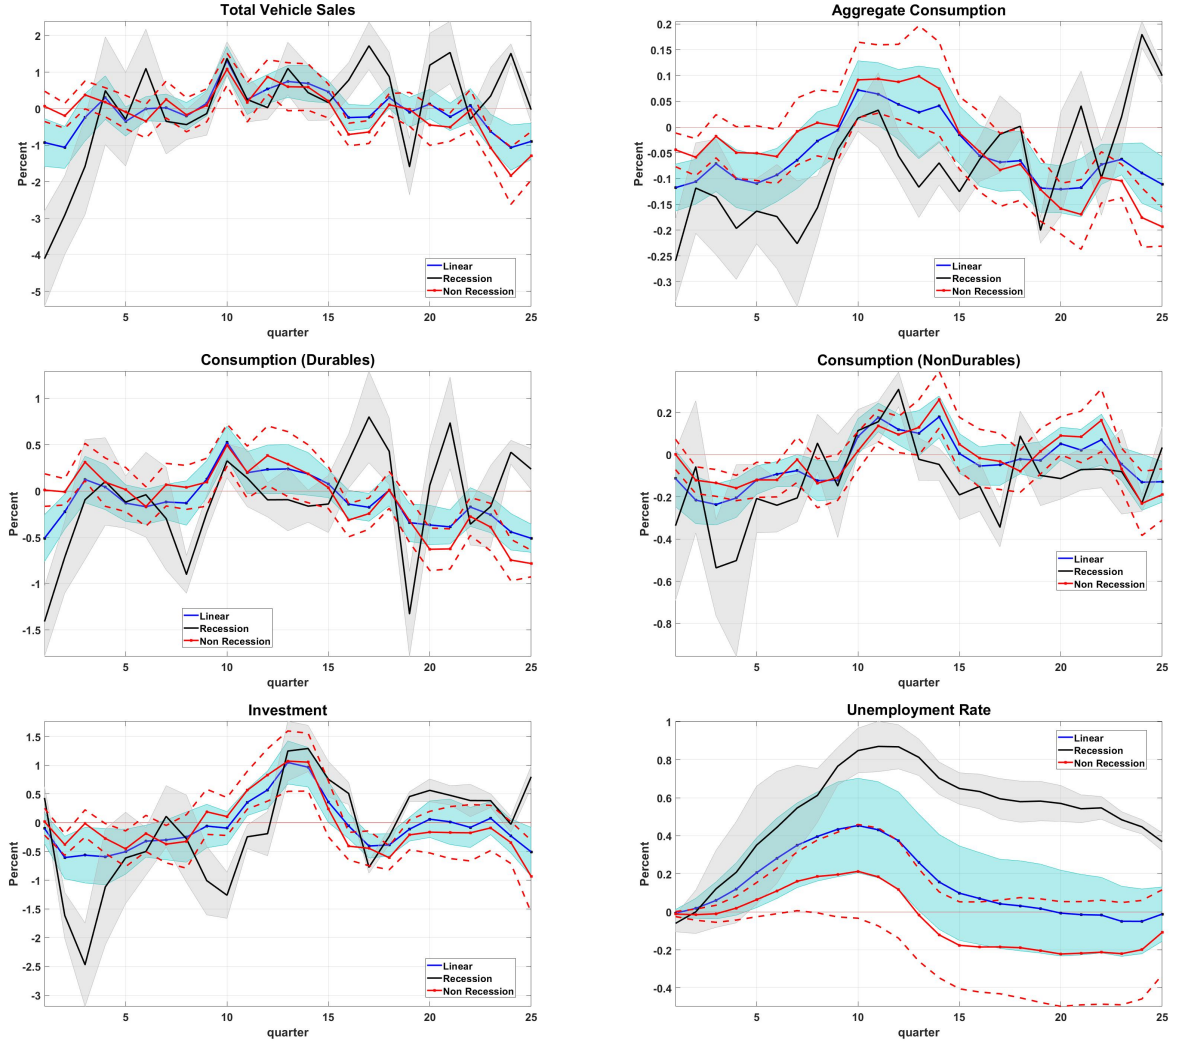 Total Vehicle Sales
2
1
0
-1
-2
-3
-4
-5
Percent
5
10
15
20
25
quarter
Linear
Recession
Non Recession
Aggregate Consumption
0.2
0.15
0.1
0.05
0
-0.05
-0.1
-0.15
-0.2
-0.25
-0.3
Percent
5
10
15
20
25
quarter
Linear
Recession
Non Recession
Consumption (Durables)
1
0.5
0
-0.5
-1
-1.5
Percent
5
10
15
20
25
quarter
Linear
Recession
Non Recession
Consumption (NonDurables)
0.2
0
-0.2
-0.4
-0.6
-0.8
Percent
5
10
15
20
25
quarter
Linear
Recession
Non Recession
Investment
1.5
1
0.5
0
-0.5
-1
-1.5
-2
-2.5
-3
Percent
5
10
15
20
25
quarter
Linear
Recession
Non Recession
Unemployment Rate
1
0.8
0.6
0.4
0.2
0
-0.2
-0.4
Percent
5
10
15
20
25
quarter
Linear
Recession
Non Recession